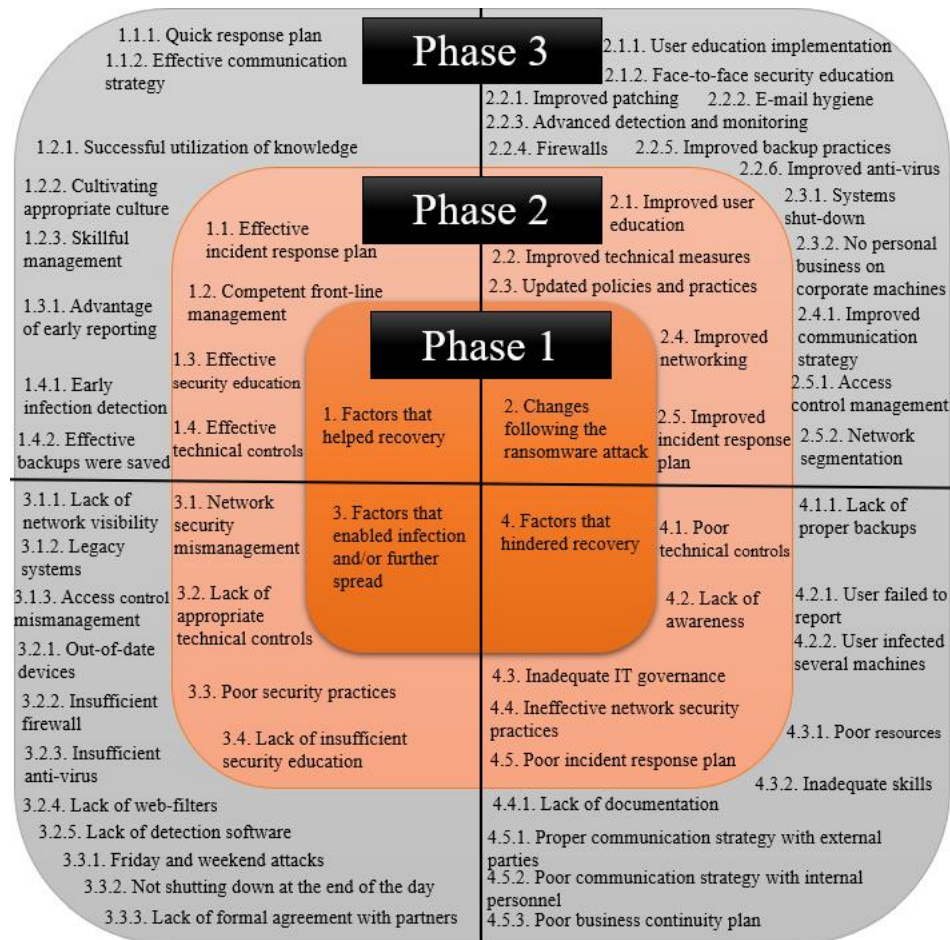 Phase 3
1.1.1. Quick response plan
1.1.2. Effective communication
strategy
1.2.1. Successful utilization of knowledge
1.2.2. Cultivating
appropriate culture
1.2.3. Skillful
management
1.3.1. Advantage
of early reporting
1.4.1. Early
infection detection
1.4.2. Effective
backups were saved
2.1.1. User education implementation
2.1.2. Face-to-face security education
2.2.1. Improved patching
2.2.2. E-mail hygiene
2.2.3. Advanced detection and monitoring
2.2.4. Firewalls
2.2.5. Improved backup practices
2.2.6. Improved anti-virus
2.3.1. Systems
shut-down
2.3.2. No personal
business on
corporate machines
2.4.1. Improved
communication
strategy
2.5.1. Access
control management
2.5.2. Network
segmentation
Phase 2
1.1. Effective
incident response plan
1.2. Competent front-line
management
1.3. Effective
security education
1.4. Effective
technical controls
2.1. Improved user
education
2.2. Improved technical measures
2.3. Updated policies and practices
2.4. Improved
networking
2.5. Improved
incident response
plan
Phase 1
1. Factors that
helped recovery
2. Changes
following the
ransomware attack
3. Factors that
enabled infection
and/or further
spread
4. Factors that
hindered recovery
3.1. Network
security
mismanagement
3.2. Lack of
appropriate
technical controls
3.3. Poor security practices
3.4. Lack of insufficient
security education
4.1. Poor
technical controls
4.2. Lack of
awareness
4.3. Inadequate IT governance
4.4. Ineffective network security
practices
4.5. Poor incident response plan
3.1.1. Lack of
network visibility
3.1.2. Legacy
systems
3.1.3. Access control
mismanagement
3.2.1. Out-of-date
devices
3.2.2. Insufficient
firewall
3.2.3. Insufficient
anti-virus
3.2.4. Lack of web-filters
3.2.5. Lack of detection software
3.3.1. Friday and weekend attacks
3.3.2. Not shutting down at the end of the day
3.3.3. Lack of formal agreement with partners
4.1.1. Lack of
proper backups
4.2.1. User failed to
report
4.2.2. User infected
several machines
4.3.1. Poor resources
4.3.2. Inadequate skills
4.4.1. Lack of documentation
4.5.1. Proper communication strategy with external
parties
4.5.2. Poor communication strategy with internal
personnel
4.5.3. Poor business continuity plan